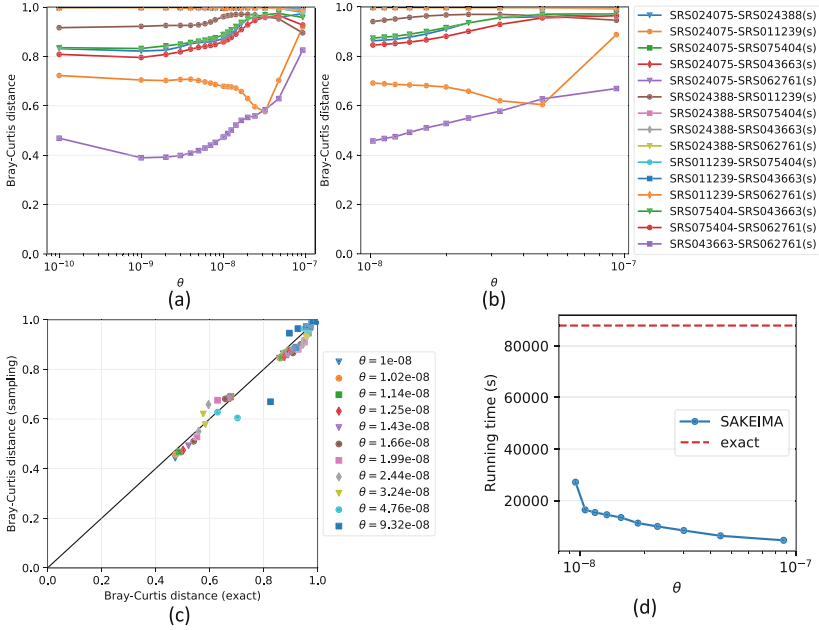 Bray-Curtis distance
1.0
0.8
0.6
0.4
0.2
0.0
10⁻¹⁰
10⁻⁹
10⁻⁸
10⁻⁷
θ
(a)
Bray-Curtis distance
1.0
0.8
0.6
0.4
0.2
0.0
10⁻⁸
10⁻⁷
θ
(b)
SRS024075-SRS024388(s)
SRS024075-SRS011239(s)
SRS024075-SRS075404(s)
SRS024075-SRS043663(s)
SRS024075-SRS062761(s)
SRS024388-SRS011239(s)
SRS024388-SRS075404(s)
SRS024388-SRS043663(s)
SRS024388-SRS062761(s)
SRS011239-SRS075404(s)
SRS011239-SRS043663(s)
SRS011239-SRS062761(s)
SRS075404-SRS043663(s)
SRS075404-SRS062761(s)
SRS043663-SRS062761(s)
Bray-Curtis distance (sampling)
1.0
0.8
0.6
0.4
0.2
0.0
0.0
0.2
0.4
0.6
0.8
1.0
Bray-Curtis distance (exact)
(c)
θ = 1e-08
θ = 1.02e-08
θ = 1.14e-08
θ = 1.25e-08
θ = 1.43e-08
θ = 1.66e-08
θ = 1.99e-08
θ = 2.44e-08
θ = 3.24e-08
θ = 4.76e-08
θ = 9.32e-08
Running time (s)
80000
60000
40000
20000
SAKEIMA
exact
10⁻⁸
10⁻⁷
θ
(d)